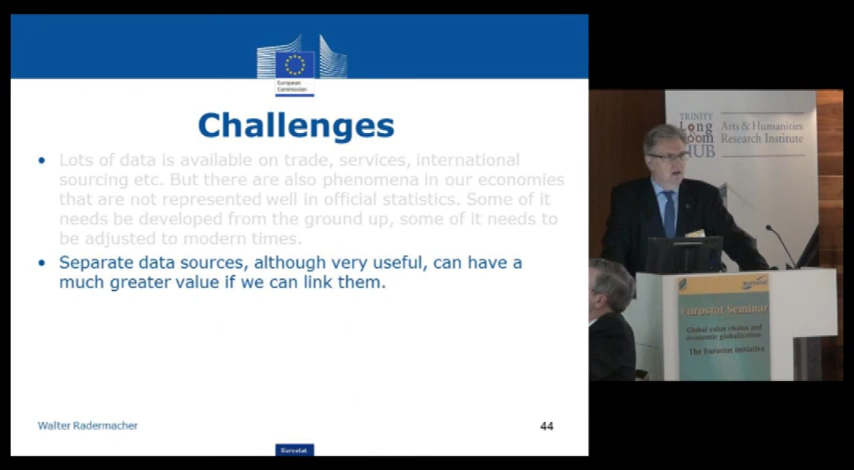 European
Commission
Challenges
• Lots of data is available on trade, services, international
sourcing etc. But there are also phenomena in our economies
that are not represented well in official statistics. Some of it
needs be developed from the ground up, some of it needs to
be adjusted to modern times.
• Separate data sources, although very useful, can have a
much greater value if we can link them.
Walter Radermacher
44
Eurostat
TRINITY
Long
Room
HUB
Arts & Humanities
Research Institute
eurostat
Eurostat Seminar
Global value chains and
economic globalization
The Eurostat initiative